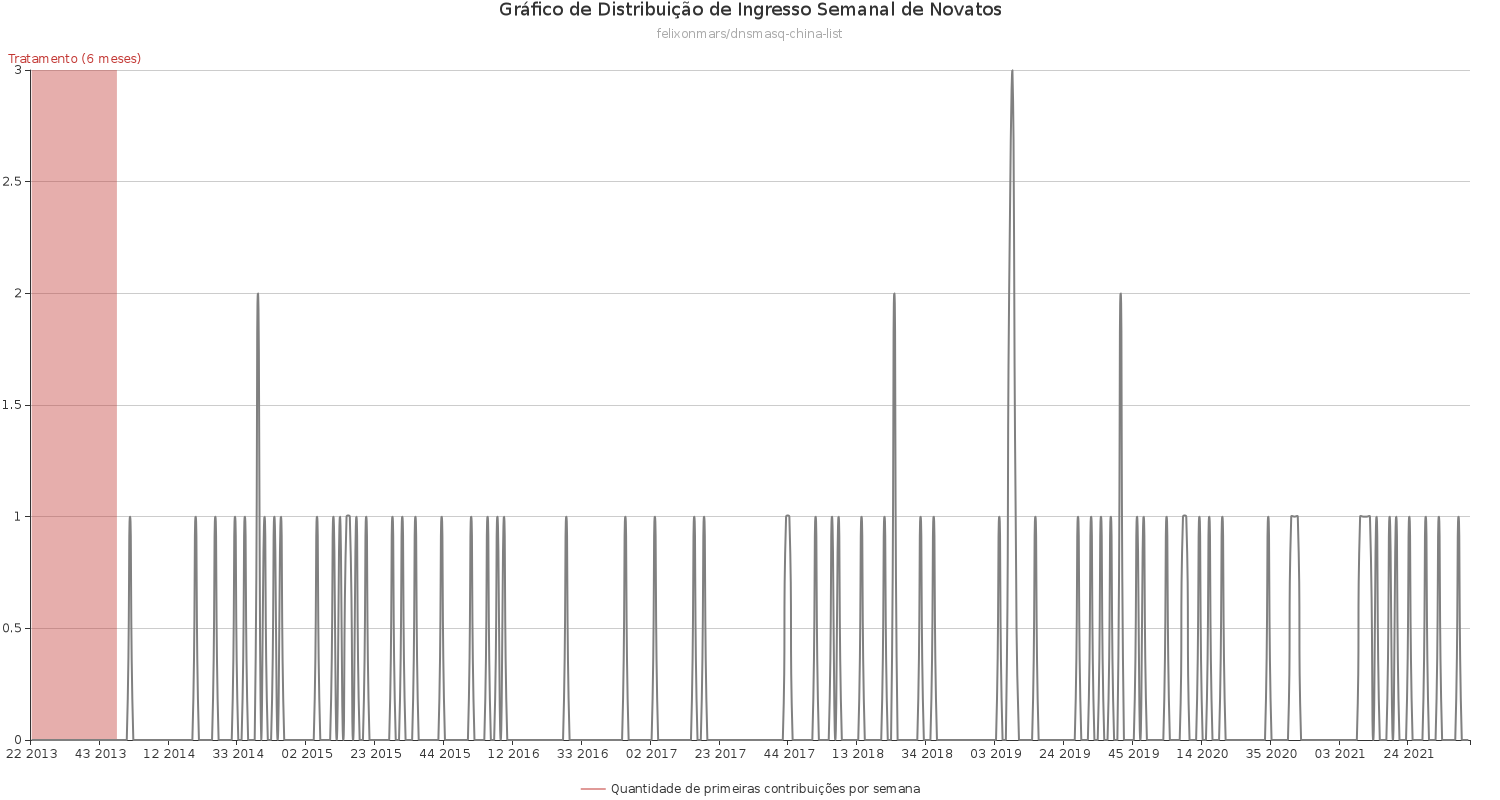 Gráfico de Distribuição de Ingresso Semanal de Novatos
felixonmars/dnsmasq-china-list
Tratamento (6 meses)
3
2.5
2
1.5
1
0.5
0
22 2013 43 2013 12 2014 33 2014 02 2015 23 2015 44 2015 12 2016 33 2016 02 2017 23 2017 44 2017 13 2018 34 2018 03 2019 24 2019 45 2019 14 2020 35 2020 03 2021 24 2021
Quantidade de primeiras contribuições por semana